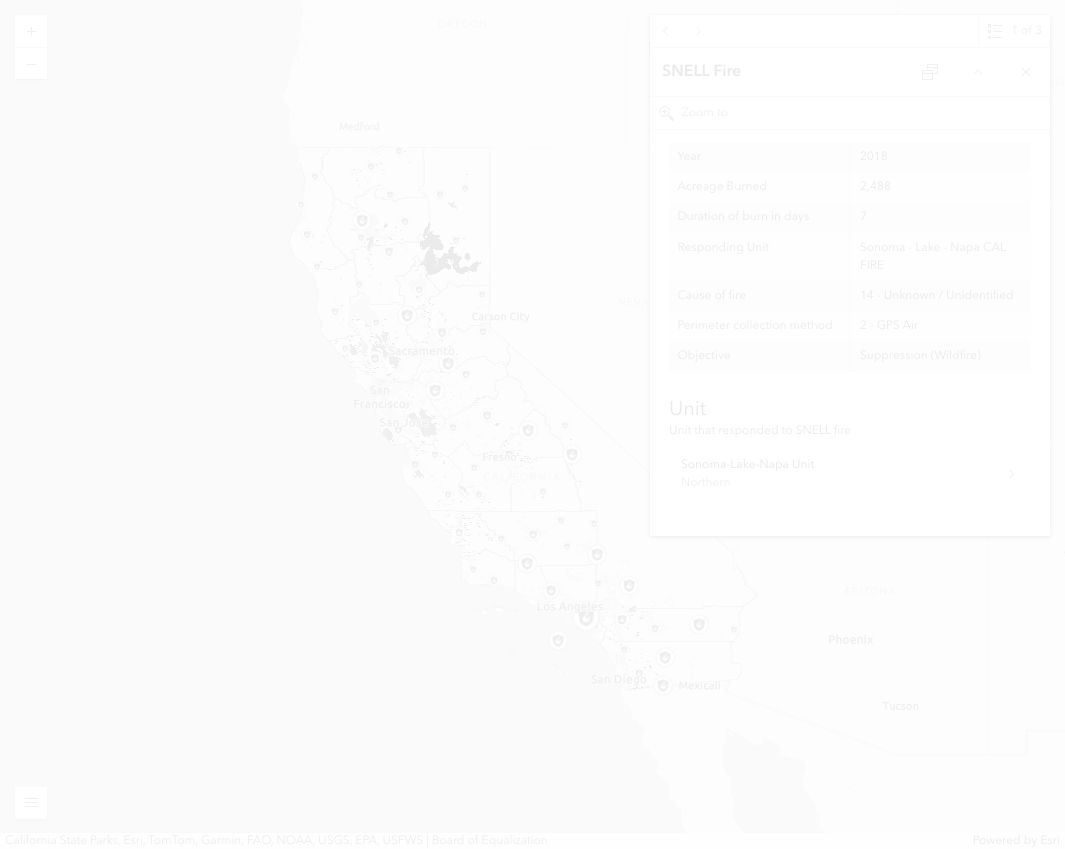 OREGON
Medford
Carson City
NEVA
Sacramento
San
Francisco
San Jo
Fresno
CALIFORNIA
Los Angeles
San Diego
Mexicali
ARIZONA
Phoenix
Tucson
1 of 3
SNELL Fire
Zoom to
Year 2018
Acreage Burned 2,488
Duration of burn in days 7
Responding Unit Sonoma - Lake - Napa CAL
FIRE
Cause of fire 14 - Unknown / Unidentified
Perimeter collection method 2 - GPS Air
Objective Suppression (Wildfire)
Unit
Unit that responded to SNELL fire
Sonoma-Lake-Napa Unit
Northern
California State Parks, Esri, TomTom, Garmin, FAO, NOAA, USGS, EPA, USFWS | Board of Equalization
Powered by Esri